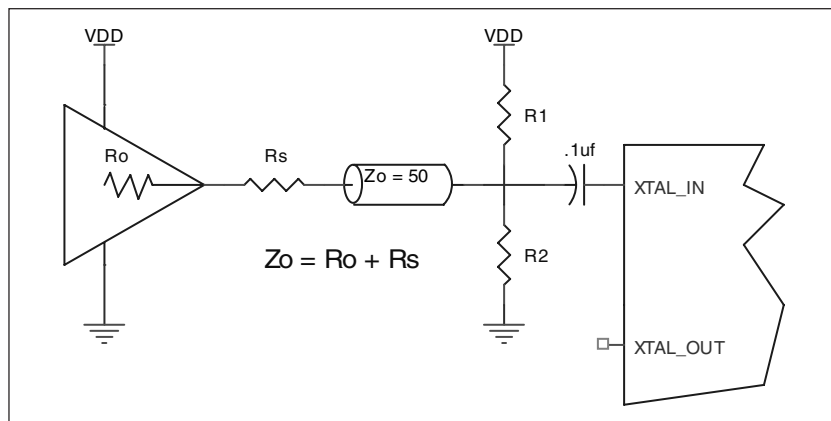 VDD
VDD
R1
Ro
Rs
.1uf
Zo = 50
XTAL_IN
Zo = Ro + Rs
R2
XTAL_OUT